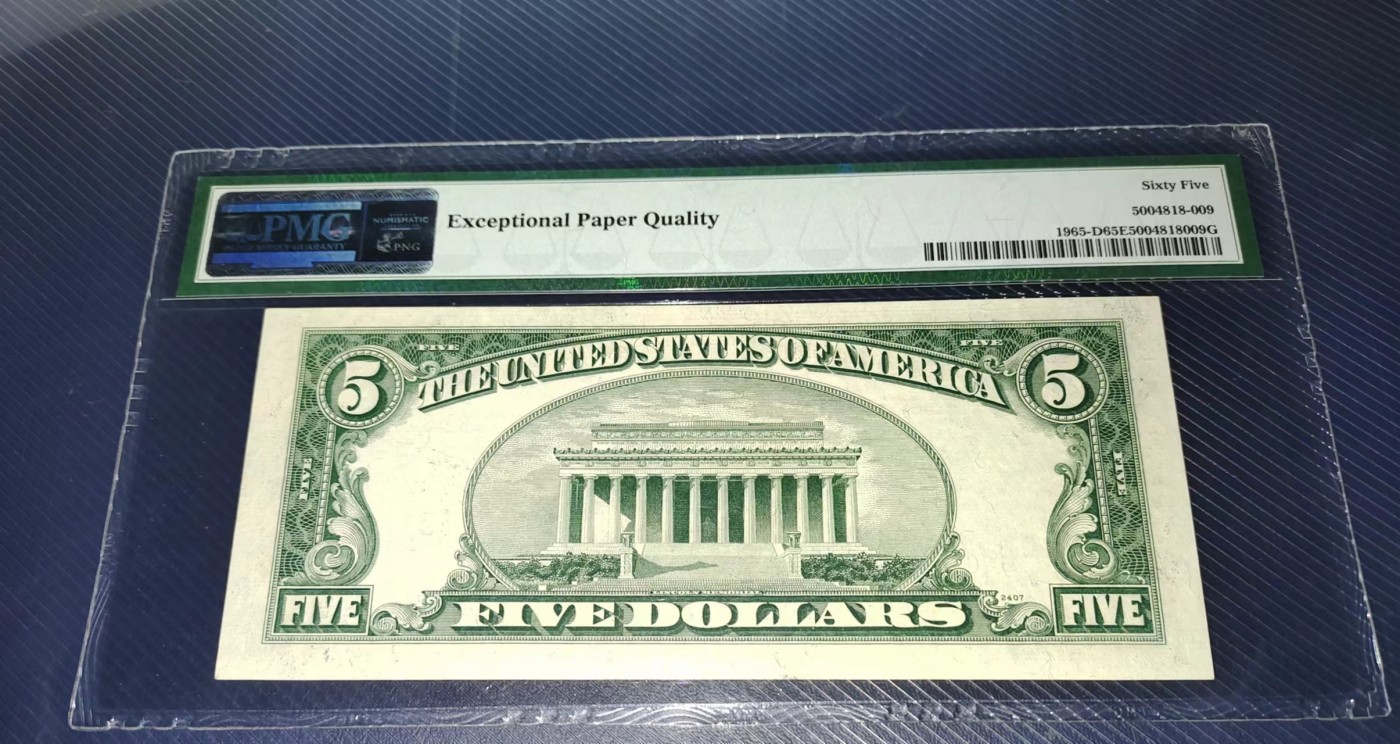 Sixty Five
PMG
NUMISMATIC
PNG
Exceptional Paper Quality
5004818-009
1965-D65E5004818009G
FIVE FIVE
5 THE UNITED STATES OF AMERICA 5
FIVE FIVE
LINCOLN MEMORIAL
2407
FIVE FIVE DOLLARS FIVE